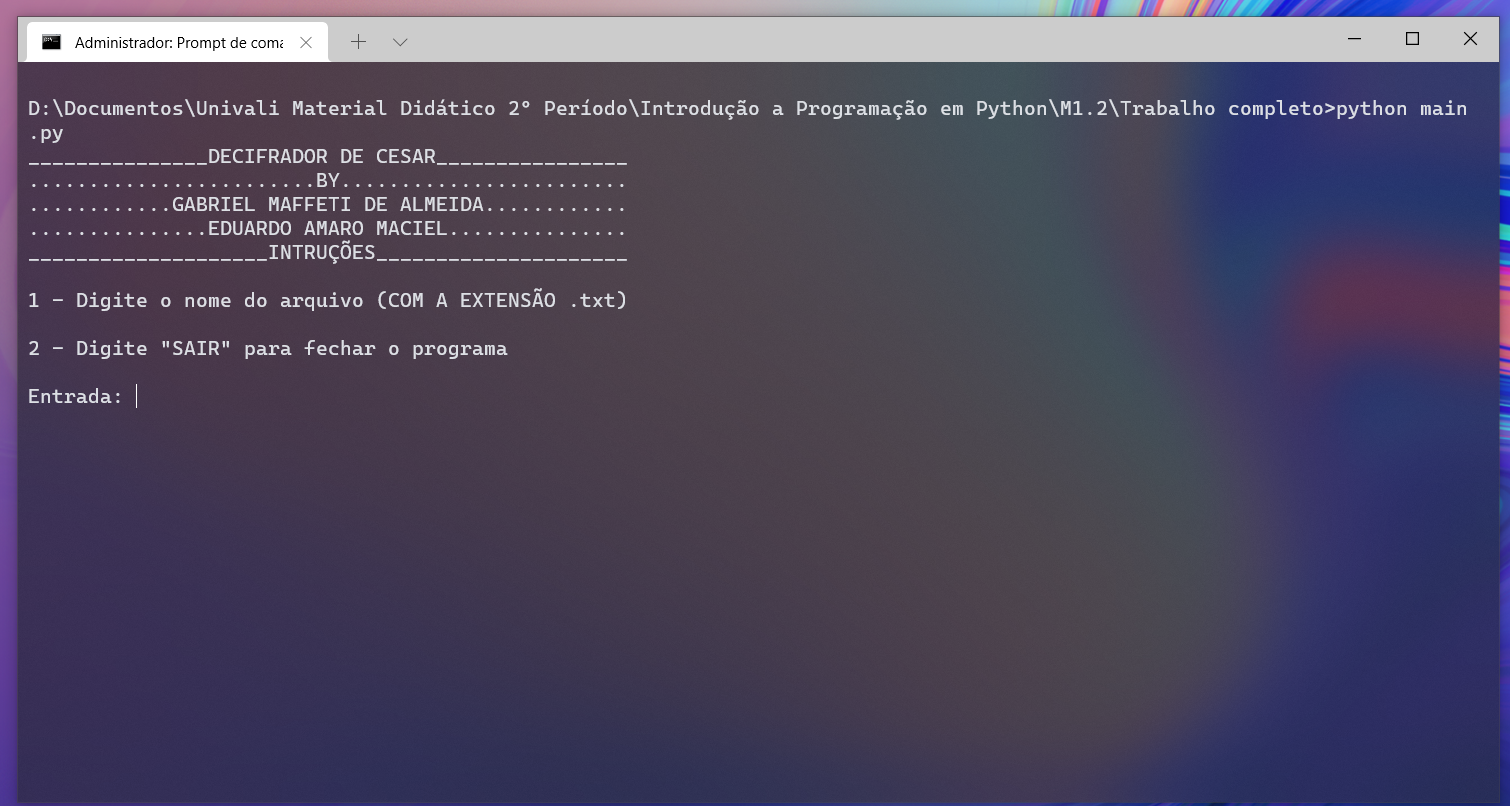 Administrador: Prompt de coma
D:\Documentos\Univali Material Didático 2° Período\Introdução a Programação em Python\M1.2\Trabalho completo>python main
.py
_______________DECIFRADOR DE CESAR________________
........................BY........................
............GABRIEL MAFFETI DE ALMEIDA............
...............EDUARDO AMARO MACIEL...............
____________________INTRUÇÕES_____________________
1 - Digite o nome do arquivo (COM A EXTENSÃO .txt)
2 - Digite "SAIR" para fechar o programa
Entrada: